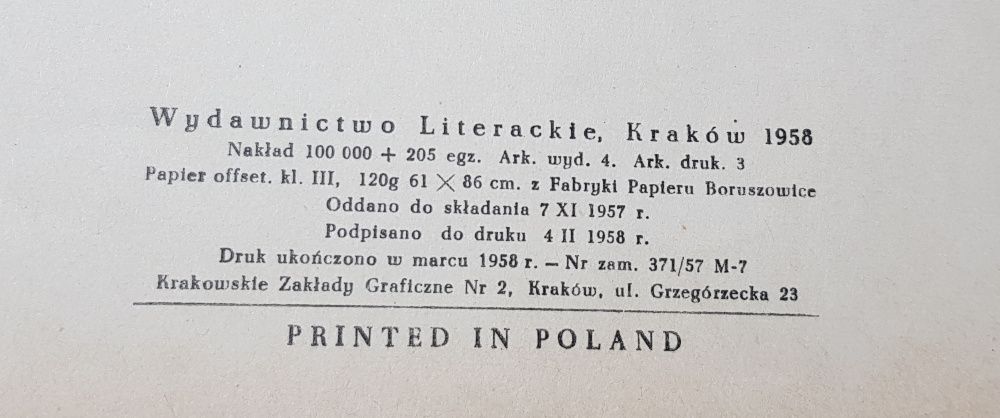 Wydawnictwo Literackie, Kraków 1958
Nakład 100 000 + 205 egz. Ark. wyd. 4. Ark. druk. 3
Papier offset. kl. III, 120g 61 × 86 cm. z Fabryki Papieru Boruszowice
Oddano do składania 7 XI 1957 r.
Podpisano do druku 4 II 1958 r.
Druk ukończono w marcu 1958 r. — Nr zam. 371/57 M-7
Krakowskie Zakłady Graficzne Nr 2, Kraków, ul. Grzegórzecka 23
PRINTED IN POLAND